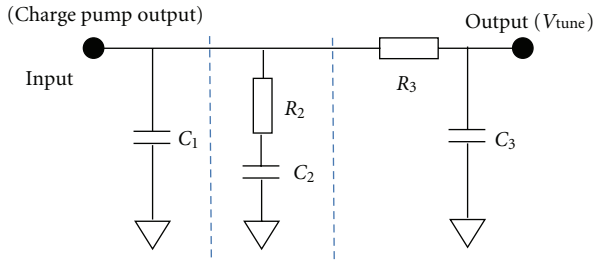 (Charge pump output)
Output (Vtune)
Input
R3
R2
C1
C3
C2